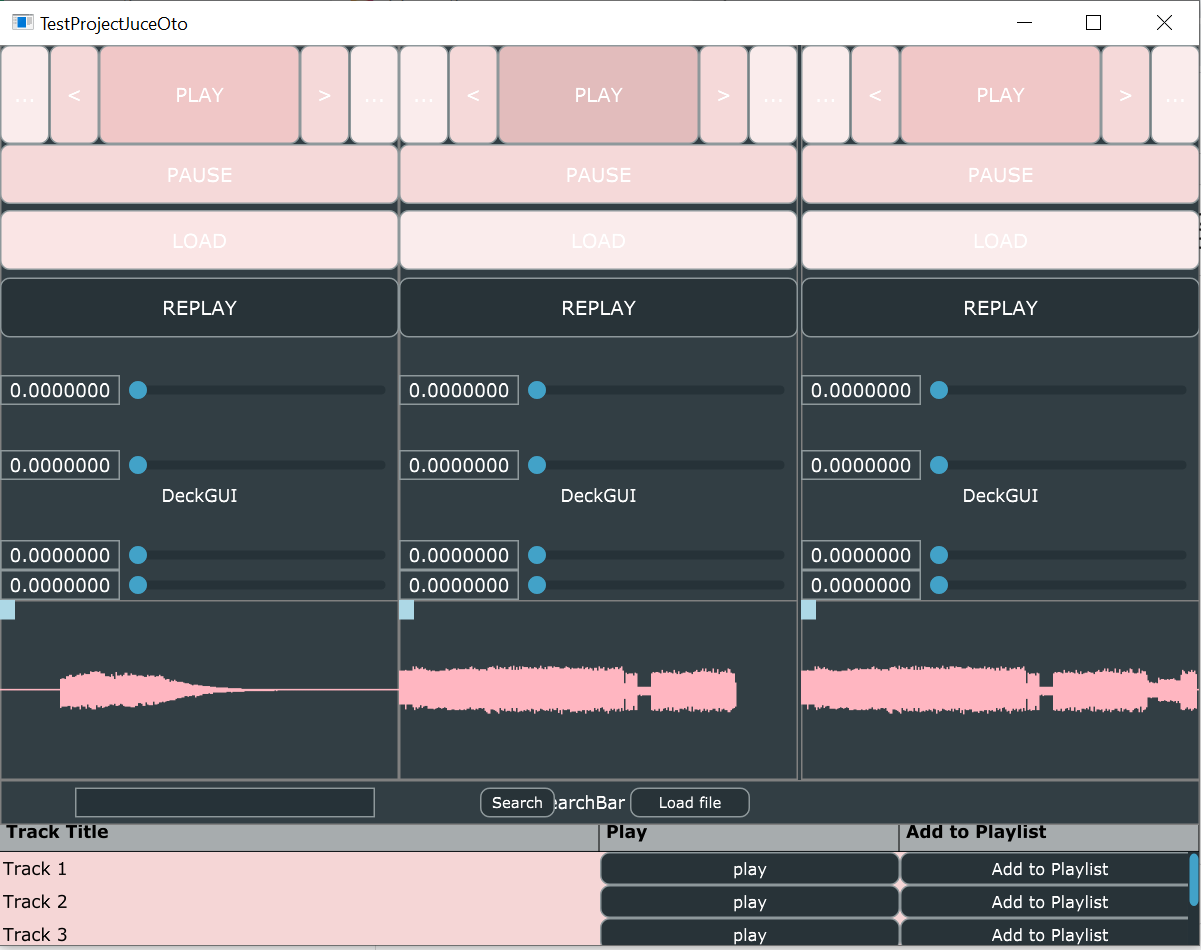 TestProjectJuceOto
... < PLAY > ... ... < PLAY > ... ... < PLAY > ...
PAUSE PAUSE PAUSE
LOAD LOAD LOAD
REPLAY REPLAY REPLAY
0.0000000 0.0000000 0.0000000
0.0000000 0.0000000 0.0000000
DeckGUI DeckGUI DeckGUI
0.0000000 0.0000000 0.0000000
0.0000000 0.0000000 0.0000000
Search earchBar Load file
Track Title Play Add to Playlist
Track 1 play Add to Playlist
Track 2 play Add to Playlist
Track 3 play Add to Playlist